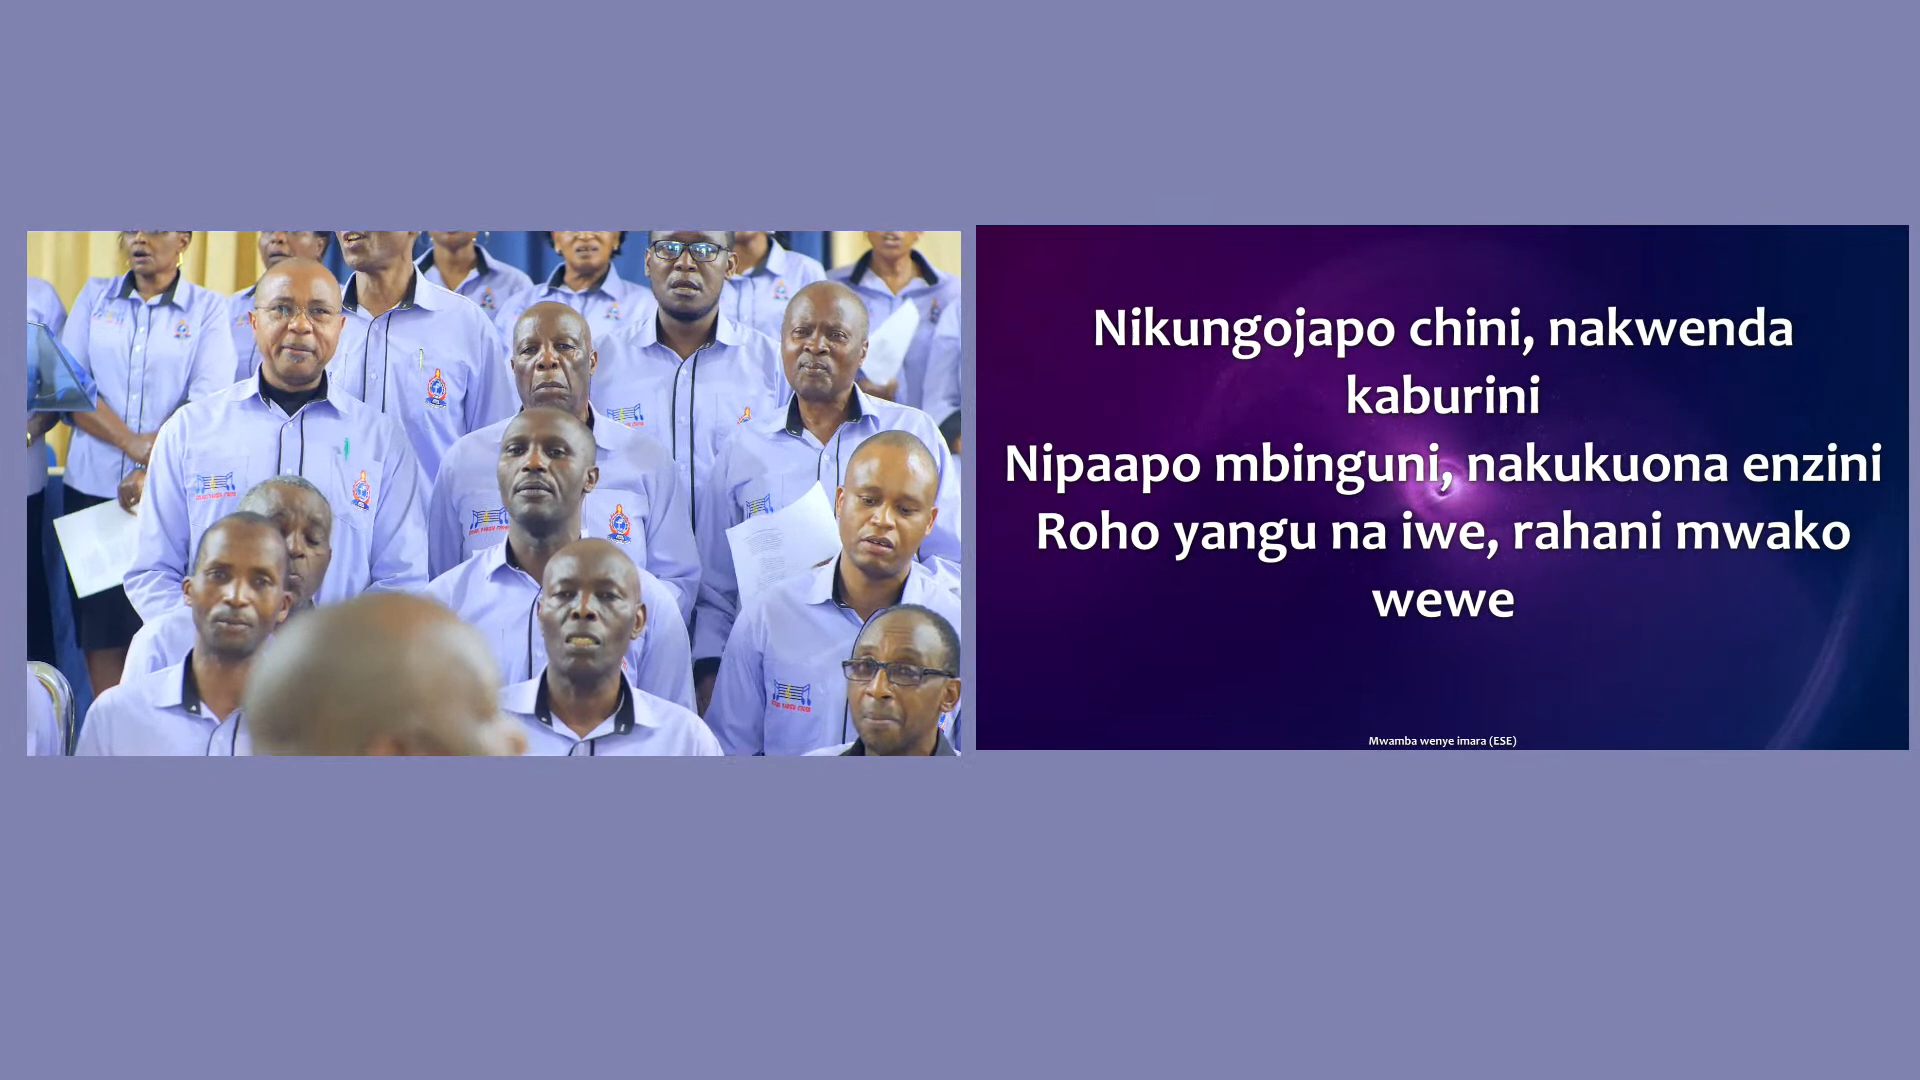 Nikungojapo chini, nakwenda
kaburini
Nipaapo mbinguni, nakukuona enzini
Roho yangu na iwe, rahani mwako
wewe
Mwamba wenye imara (ESE)